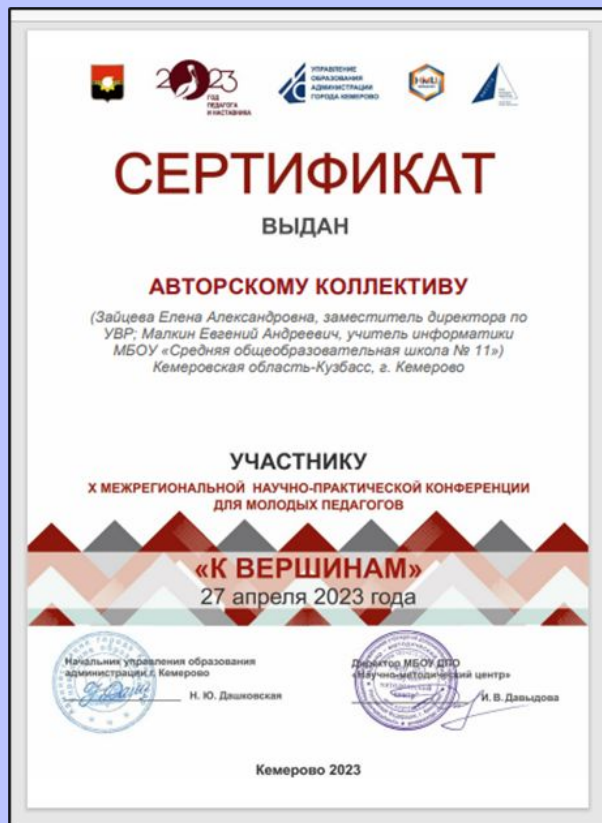 2023
ГОД
ПЕДАГОГА
И НАСТАВНИКА
УПРАВЛЕНИЕ
ОБРАЗОВАНИЯ
АДМИНИСТРАЦИИ
ГОРОДА КЕМЕРОВО
СЕРТИФИКАТ
ВЫДАН
АВТОРСКОМУ КОЛЛЕКТИВУ
(Зайцева Елена Александровна, заместитель директора по
УВР; Малкин Евгений Андреевич, учитель информатики
МБОУ «Средняя общеобразовательная школа № 11»)
Кемеровская область-Кузбасс, г. Кемерово
УЧАСТНИКУ
X МЕЖРЕГИОНАЛЬНОЙ НАУЧНО-ПРАКТИЧЕСКОЙ КОНФЕРЕНЦИИ
ДЛЯ МОЛОДЫХ ПЕДАГОГОВ
«К ВЕРШИНАМ»
27 апреля 2023 года
Начальник управления образования
администрации г. Кемерово
Н. Ю. Дашковская
Директор МБОУ ДПО
«Научно-методический центр»
И. В. Давыдова
Кемерово 2023